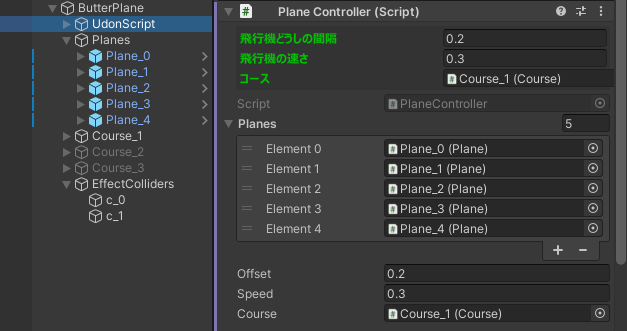 ButterPlane
UdonScript
Planes
Plane_0
Plane_1
Plane_2
Plane_3
Plane_4
Course_1
Course_2
Course_3
EffectColliders
c_0
c_1
# Plane Controller (Script)
飛行機どうしの間隔 0.2
飛行機の速さ 0.3
コース # Course_1 (Course)
Script # PlaneController
Planes 5
Element 0 # Plane_0 (Plane)
Element 1 # Plane_1 (Plane)
Element 2 # Plane_2 (Plane)
Element 3 # Plane_3 (Plane)
Element 4 # Plane_4 (Plane)
+ −
Offset 0.2
Speed 0.3
Course # Course_1 (Course)